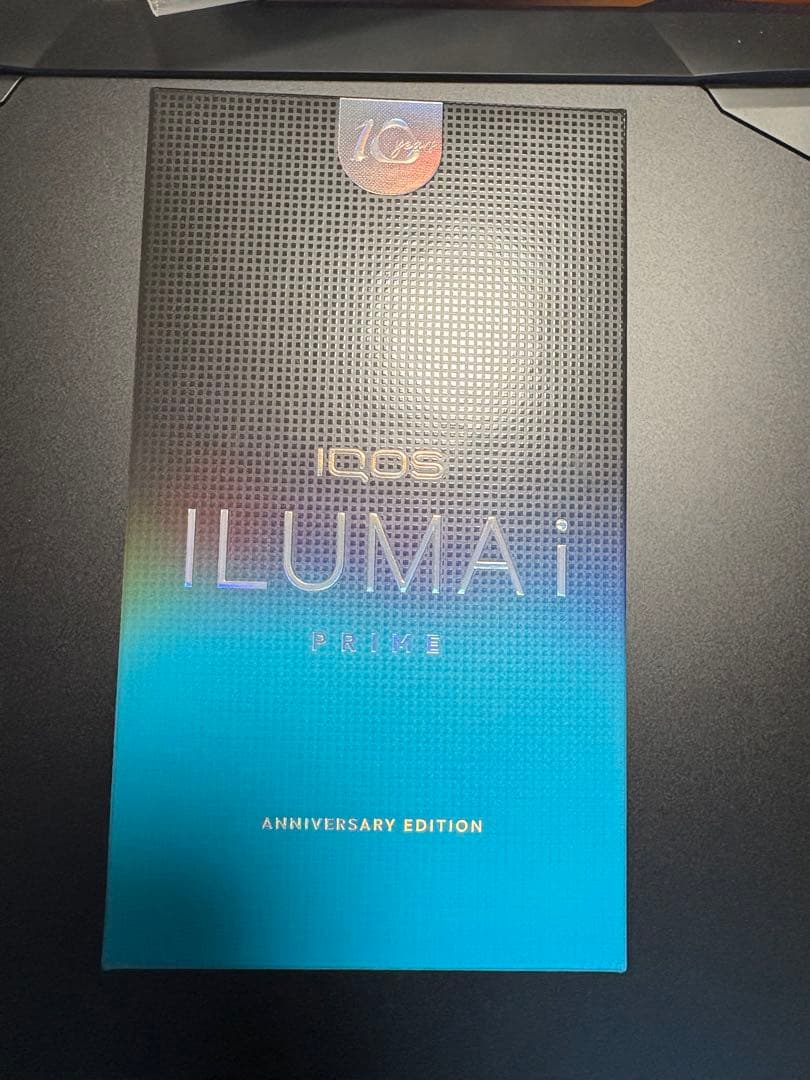 10 years
IQOS
ILUMA i
PRIME
ANNIVERSARY EDITION